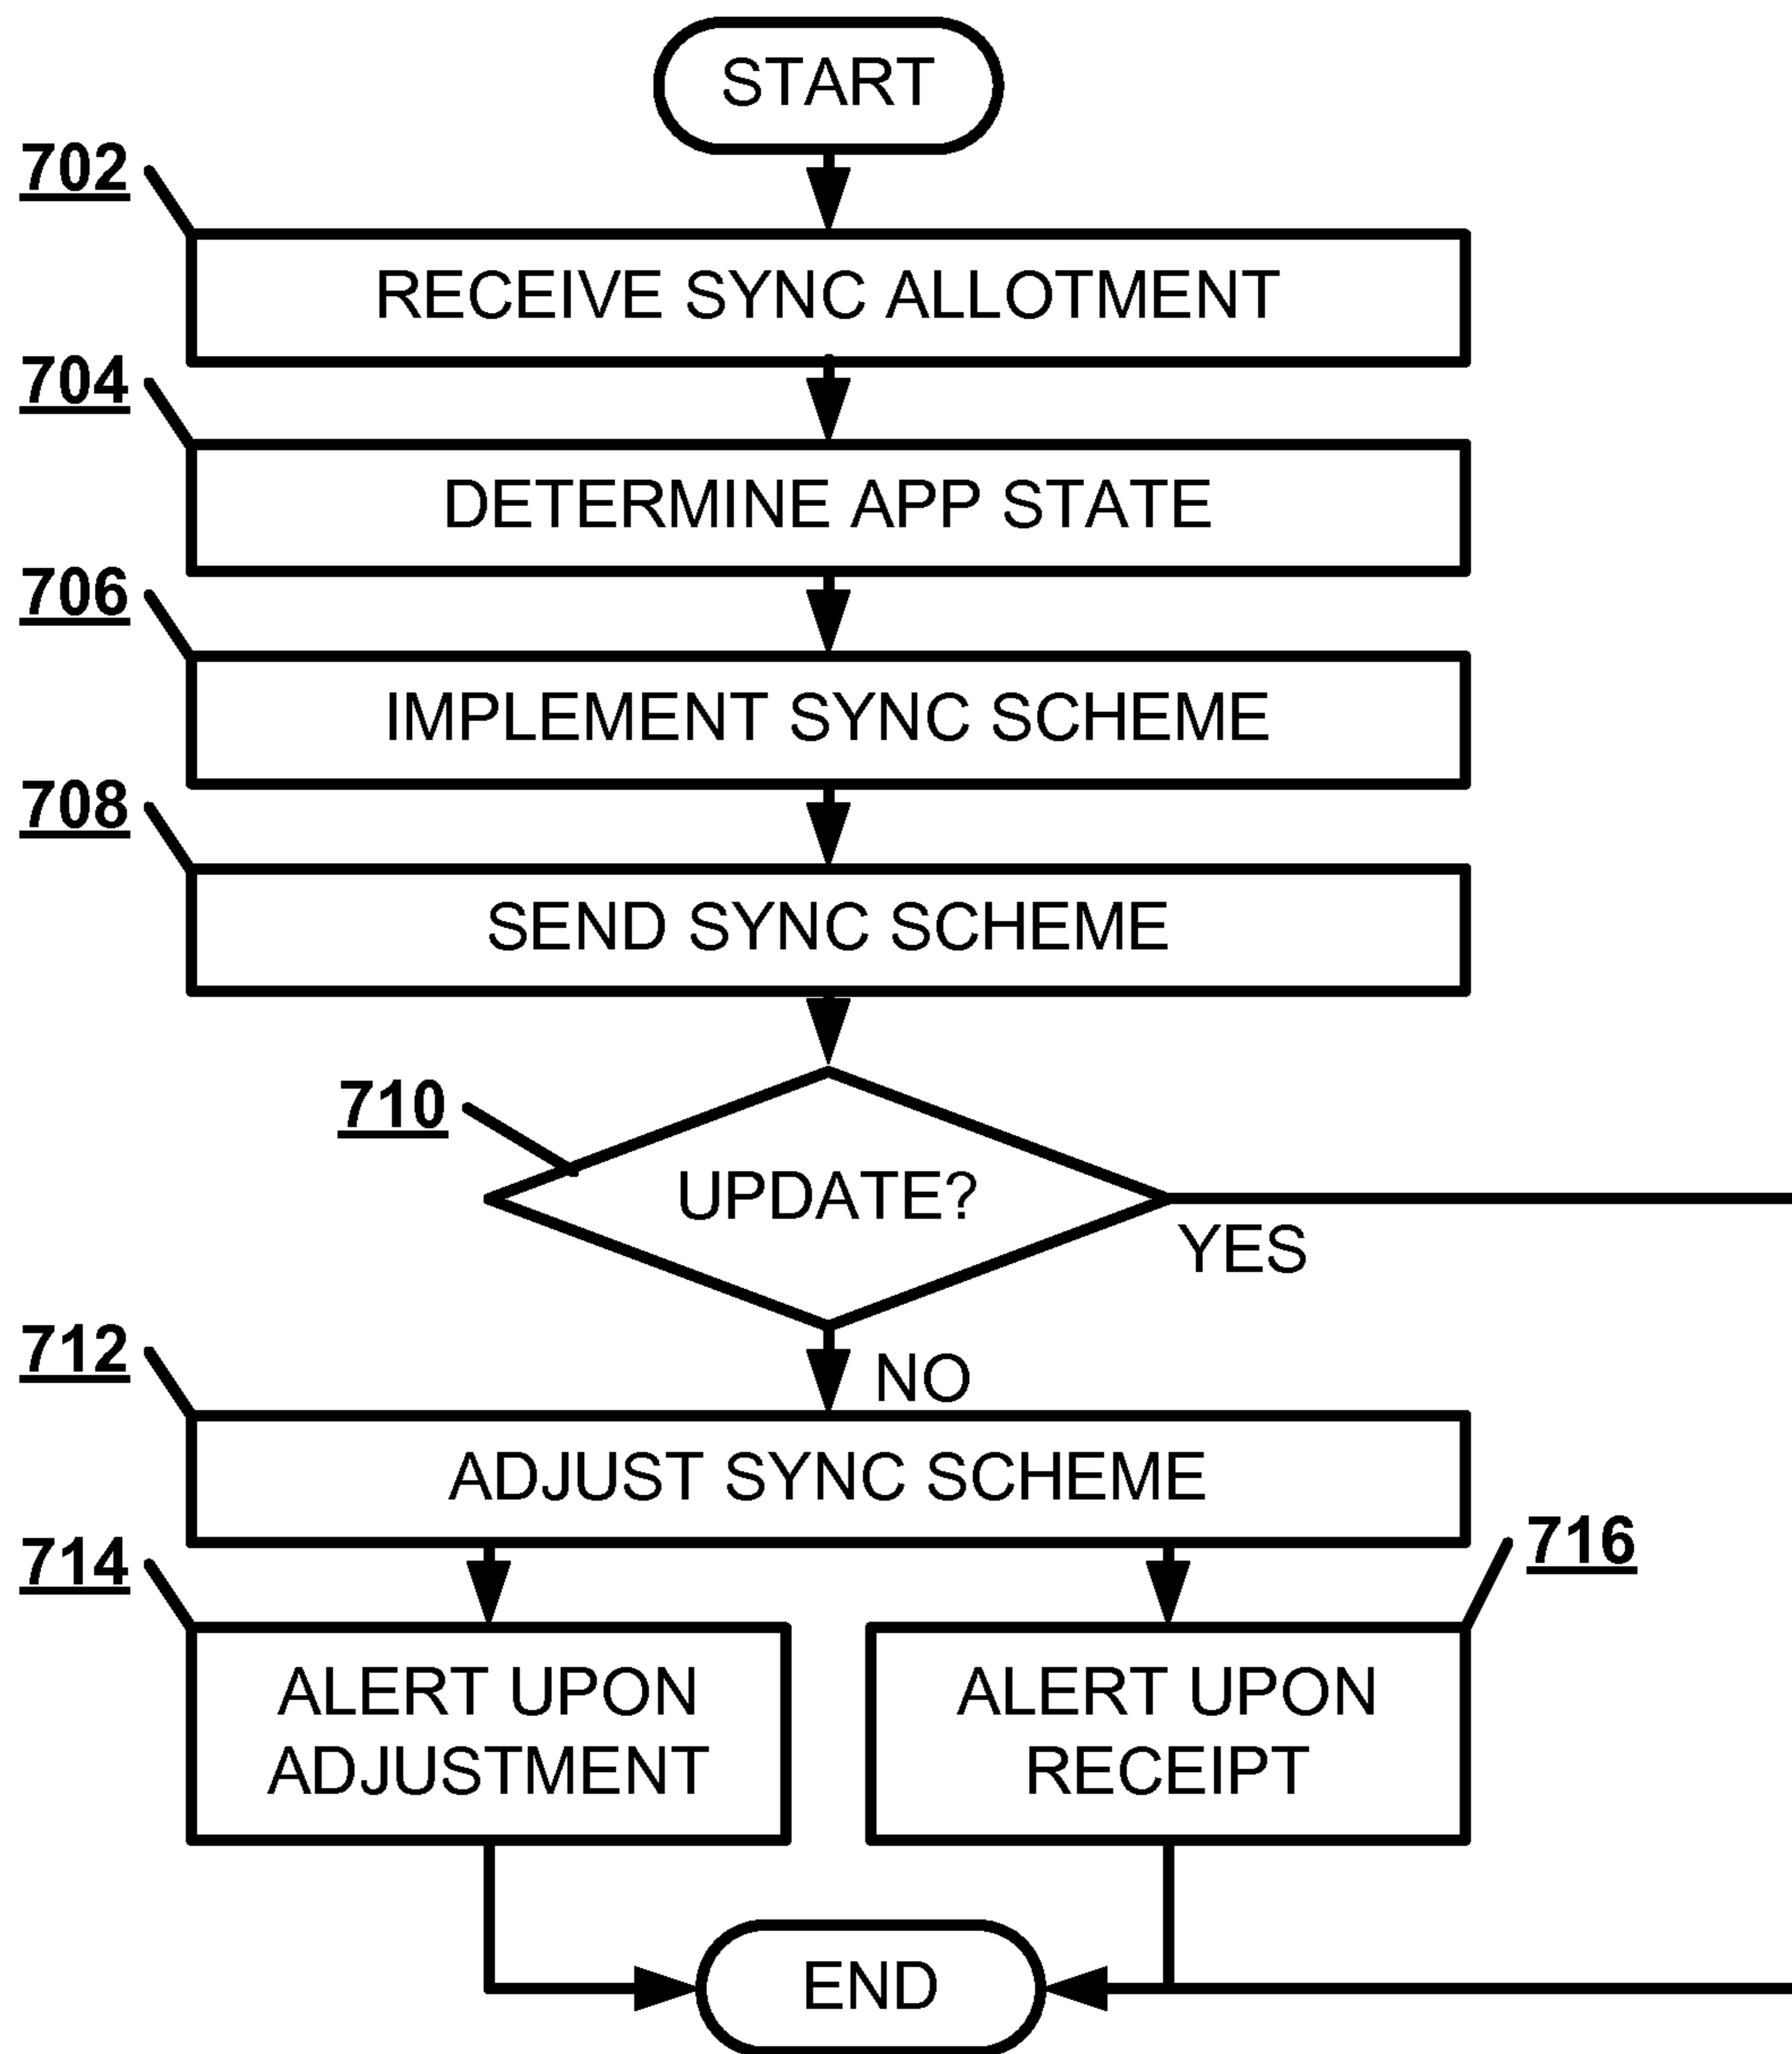 START
702
RECEIVE SYNC ALLOTMENT
704
DETERMINE APP STATE
706
IMPLEMENT SYNC SCHEME
708
SEND SYNC SCHEME
710
UPDATE?
YES
NO
712
ADJUST SYNC SCHEME
714
716
ALERT UPON
ADJUSTMENT
ALERT UPON
RECEIPT
END